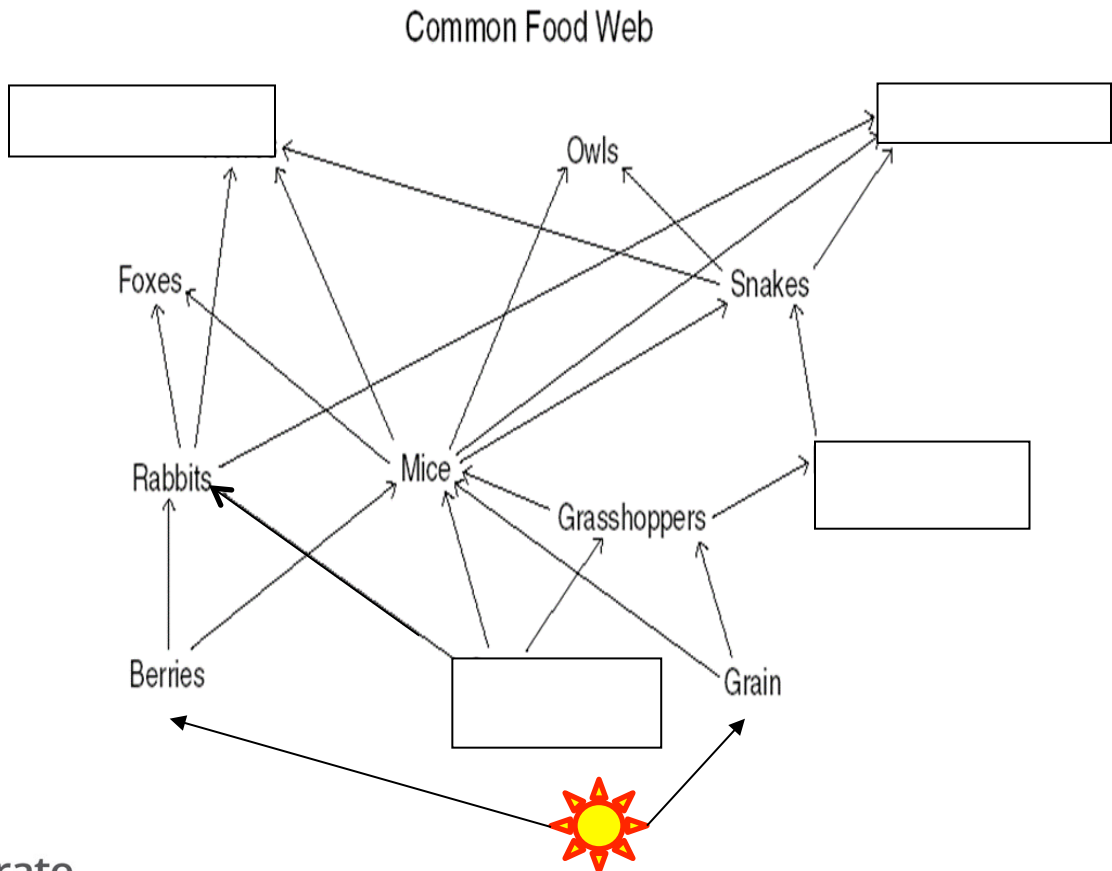 Common Food Web
Owls
Foxes
Snakes
Rabbits
Mice
Grasshoppers
Berries
Grain